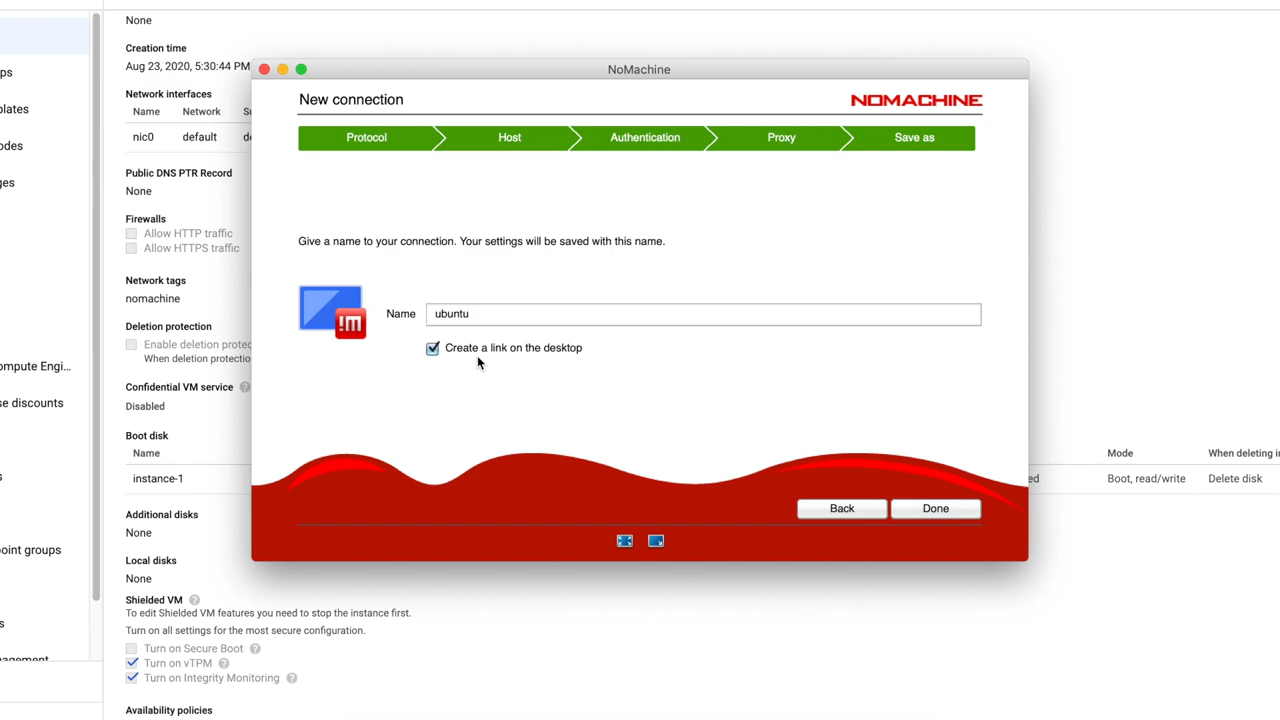 None
Creation time
Aug 23, 2020, 5:30:44 PM
Network interfaces
Name Network
nic0 default
Public DNS PTR Record
None
Firewalls
Allow HTTP traffic
Allow HTTPS traffic
Network tags
nomachine
Deletion protection
Enable deletion protec
When deletion protectio
Confidential VM service
Disabled
Boot disk
Name Mode When deleting in
instance-1 ed Boot, read/write Delete disk
Additional disks
None
Local disks
None
Shielded VM
To edit Shielded VM features you need to stop the instance first.
Turn on all settings for the most secure configuration.
Turn on Secure Boot
Turn on vTPM
Turn on Integrity Monitoring
Availability policies
ps
plates
odes
ges
ompute Engi...
se discounts
s
point groups
s
NoMachine
New connection
NOMACHINE
Protocol Host Authentication Proxy Save as
Give a name to your connection. Your settings will be saved with this name.
!m
Name ubuntu
Create a link on the desktop
Back Done